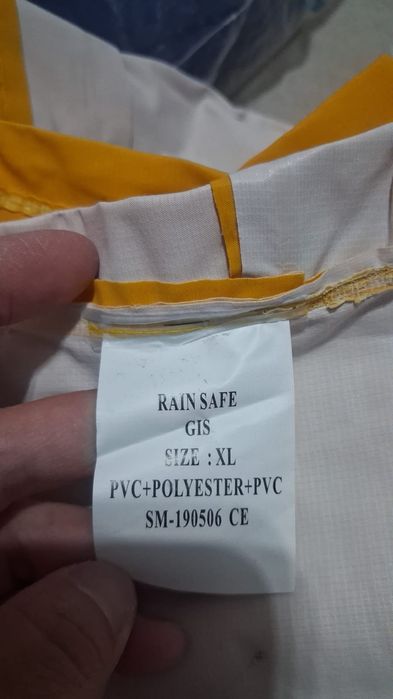 RAIN SAFE
GIS
SIZE : XL
PVC+POLYESTER+PVC
SM-190506 CE